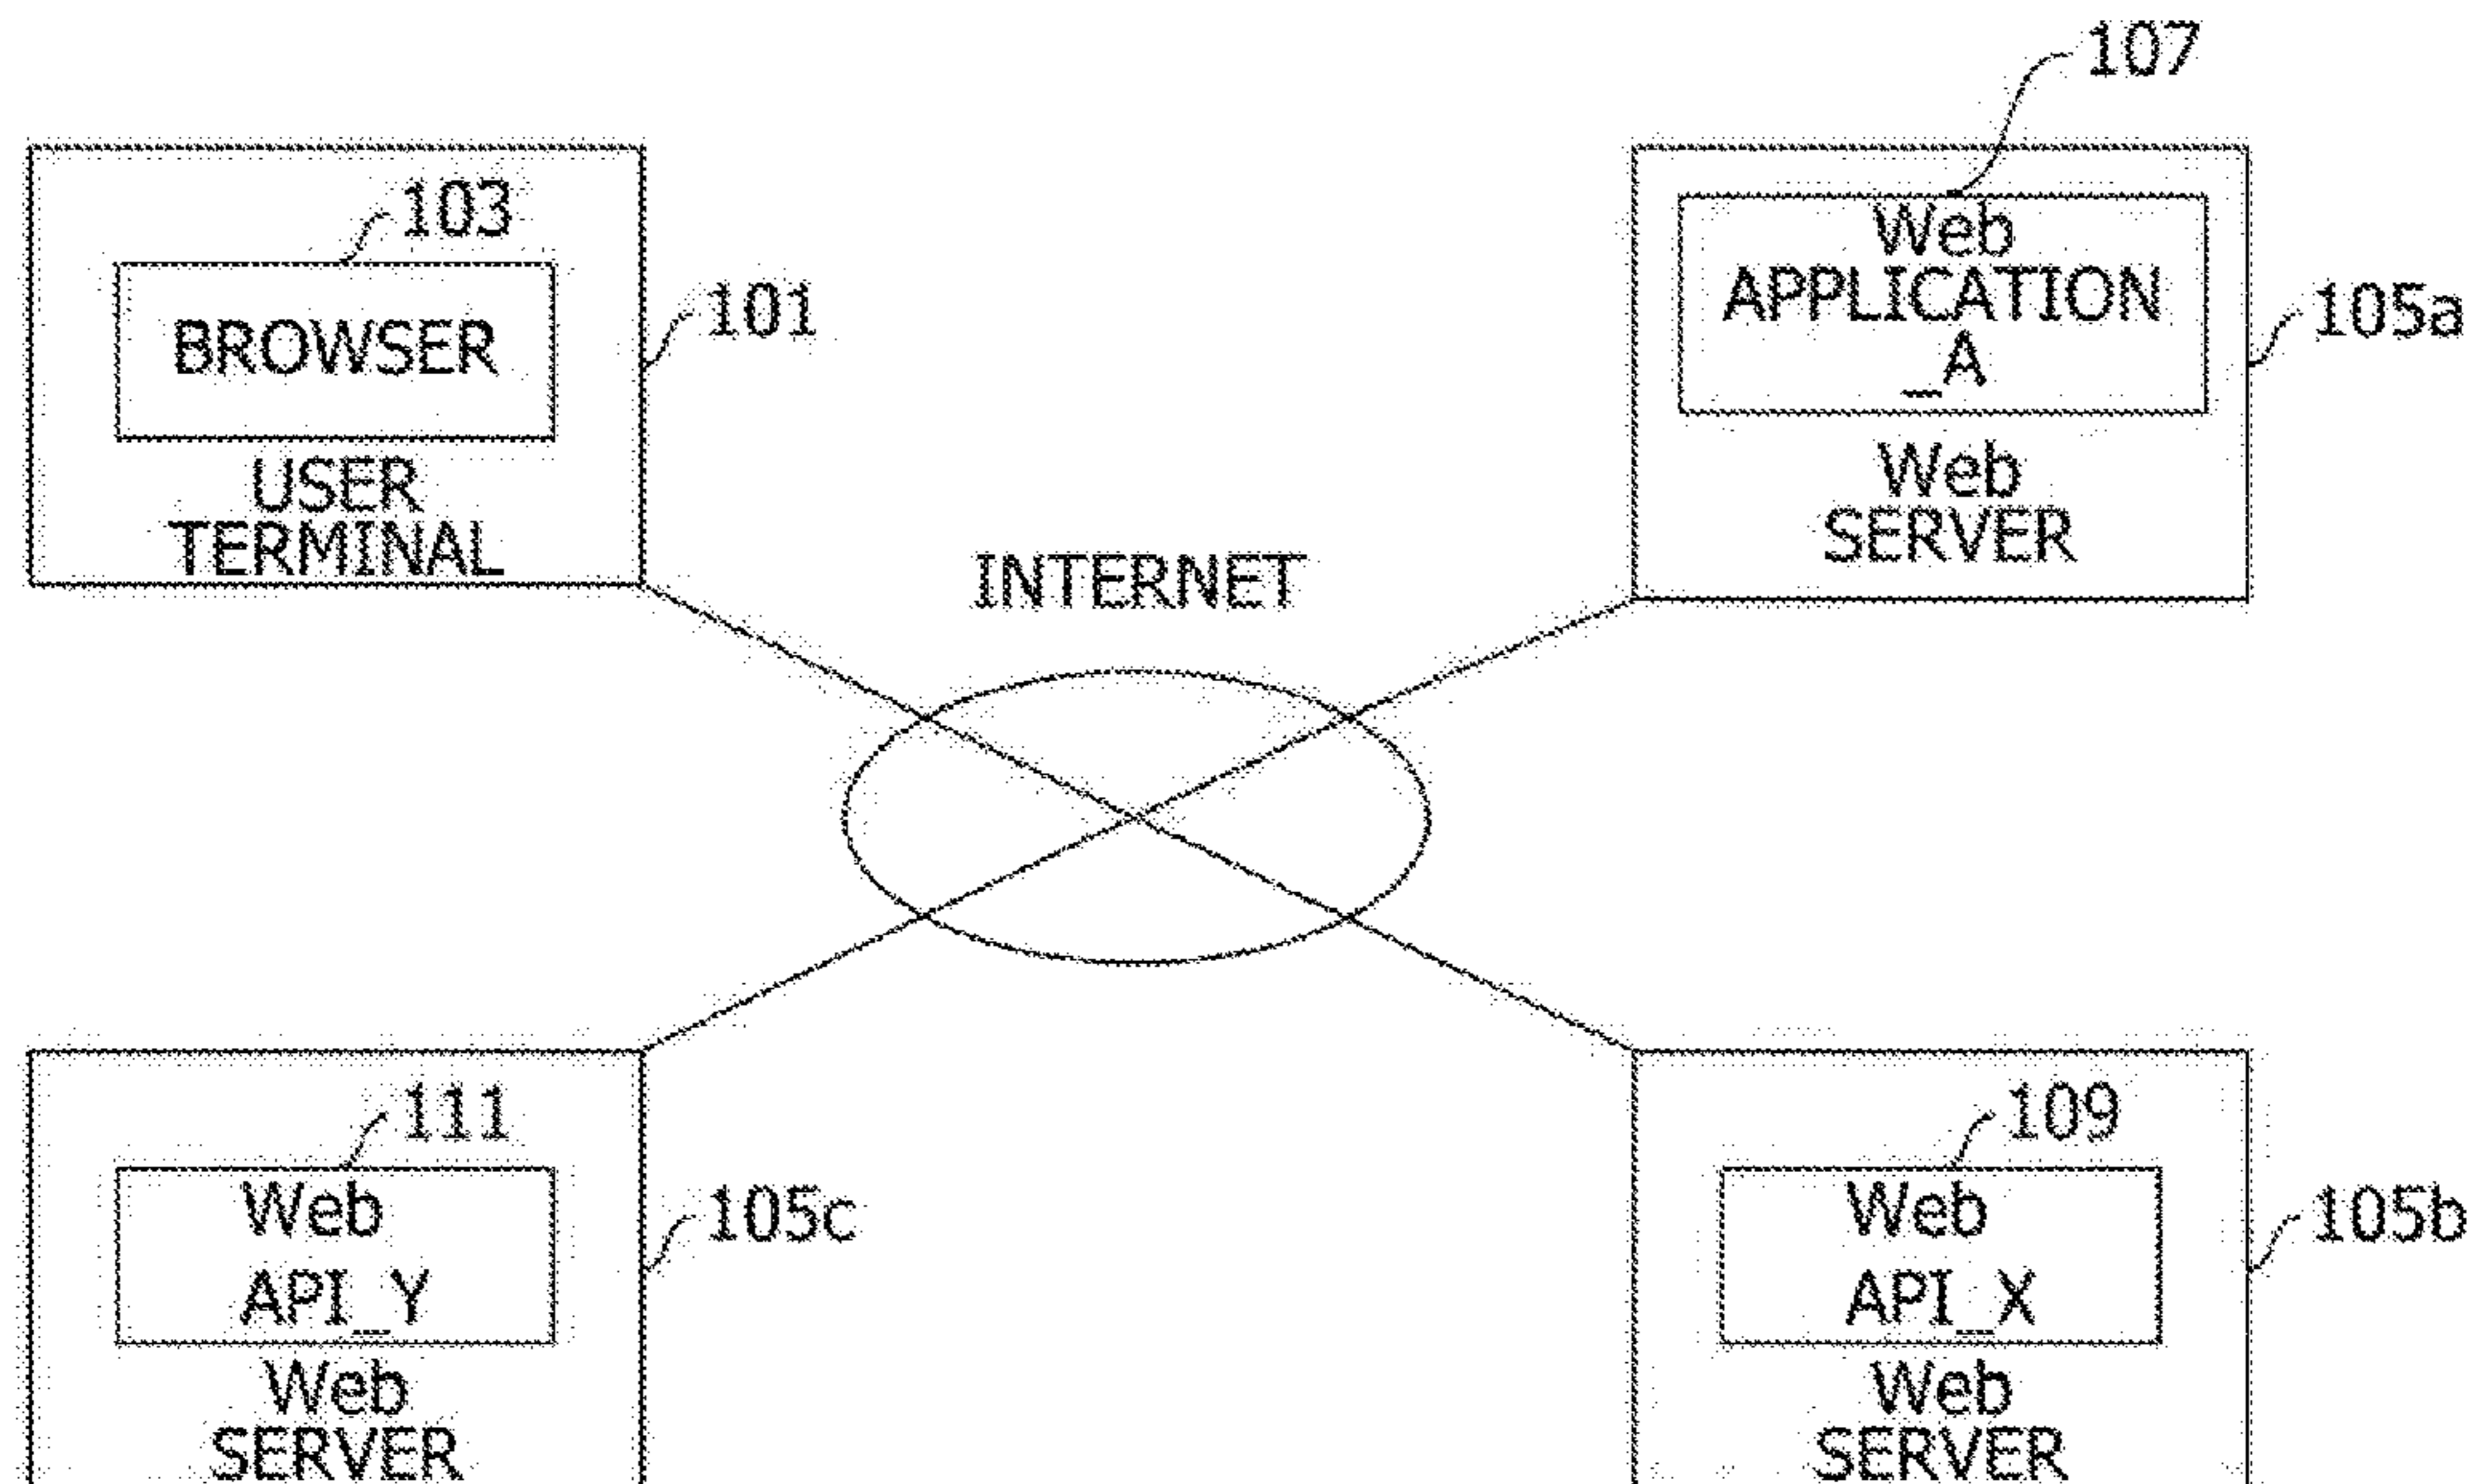 107
103
BROWSER
101
USER
TERMINAL
Web
APPLICATION
_A
105a
Web
SERVER
INTERNET
111
Web
API_Y
105c
Web
SERVER
109
Web
API_X
105b
Web
SERVER